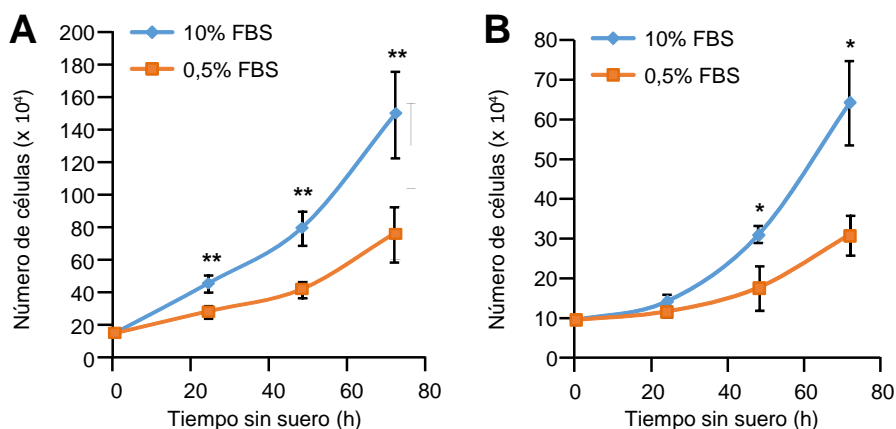 A
10% FBS
0,5% FBS
Número de células (x 10⁴)
200
180
160
140
120
100
80
60
40
20
0
**
**
**
0 20 40 60 80
Tiempo sin suero (h)
B
10% FBS
0,5% FBS
Número de células (x 10⁴)
80
70
60
50
40
30
20
10
0
*
*
0 20 40 60 80
Tiempo sin suero (h)